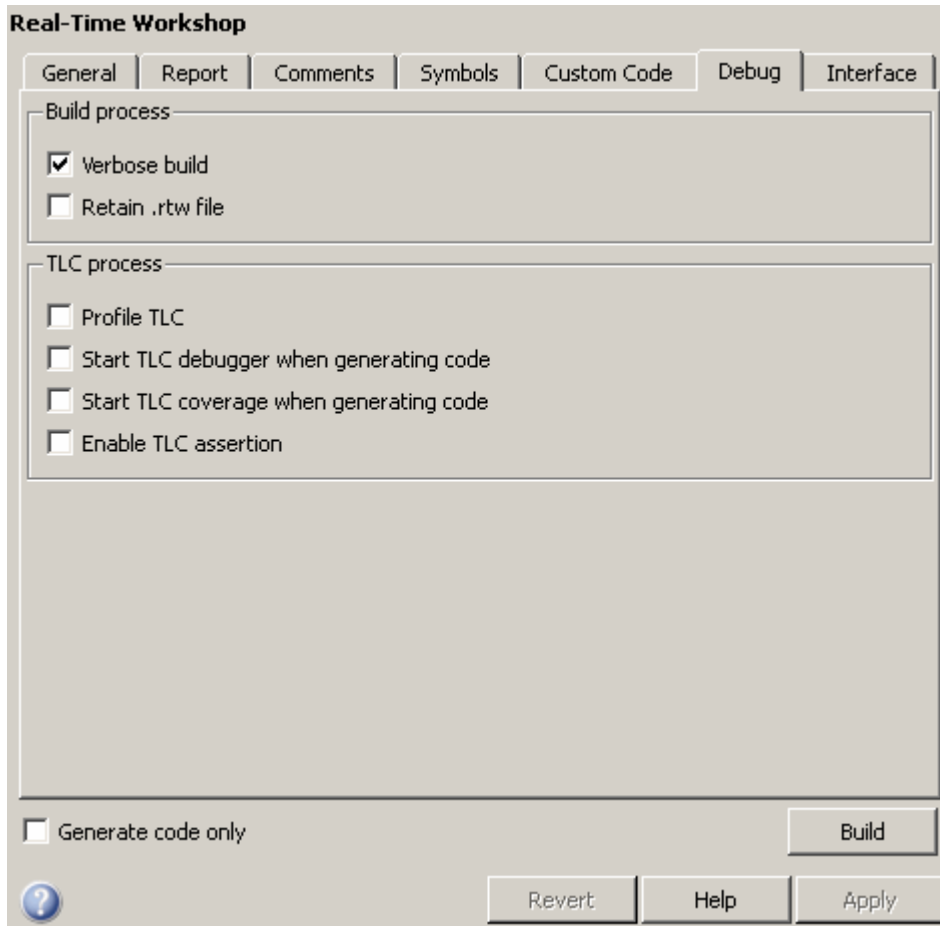 Real-Time Workshop
General Report Comments Symbols Custom Code Debug Interface
Build process
Verbose build
Retain .rtw file
TLC process
Profile TLC
Start TLC debugger when generating code
Start TLC coverage when generating code
Enable TLC assertion
Generate code only Build
? Revert Help Apply